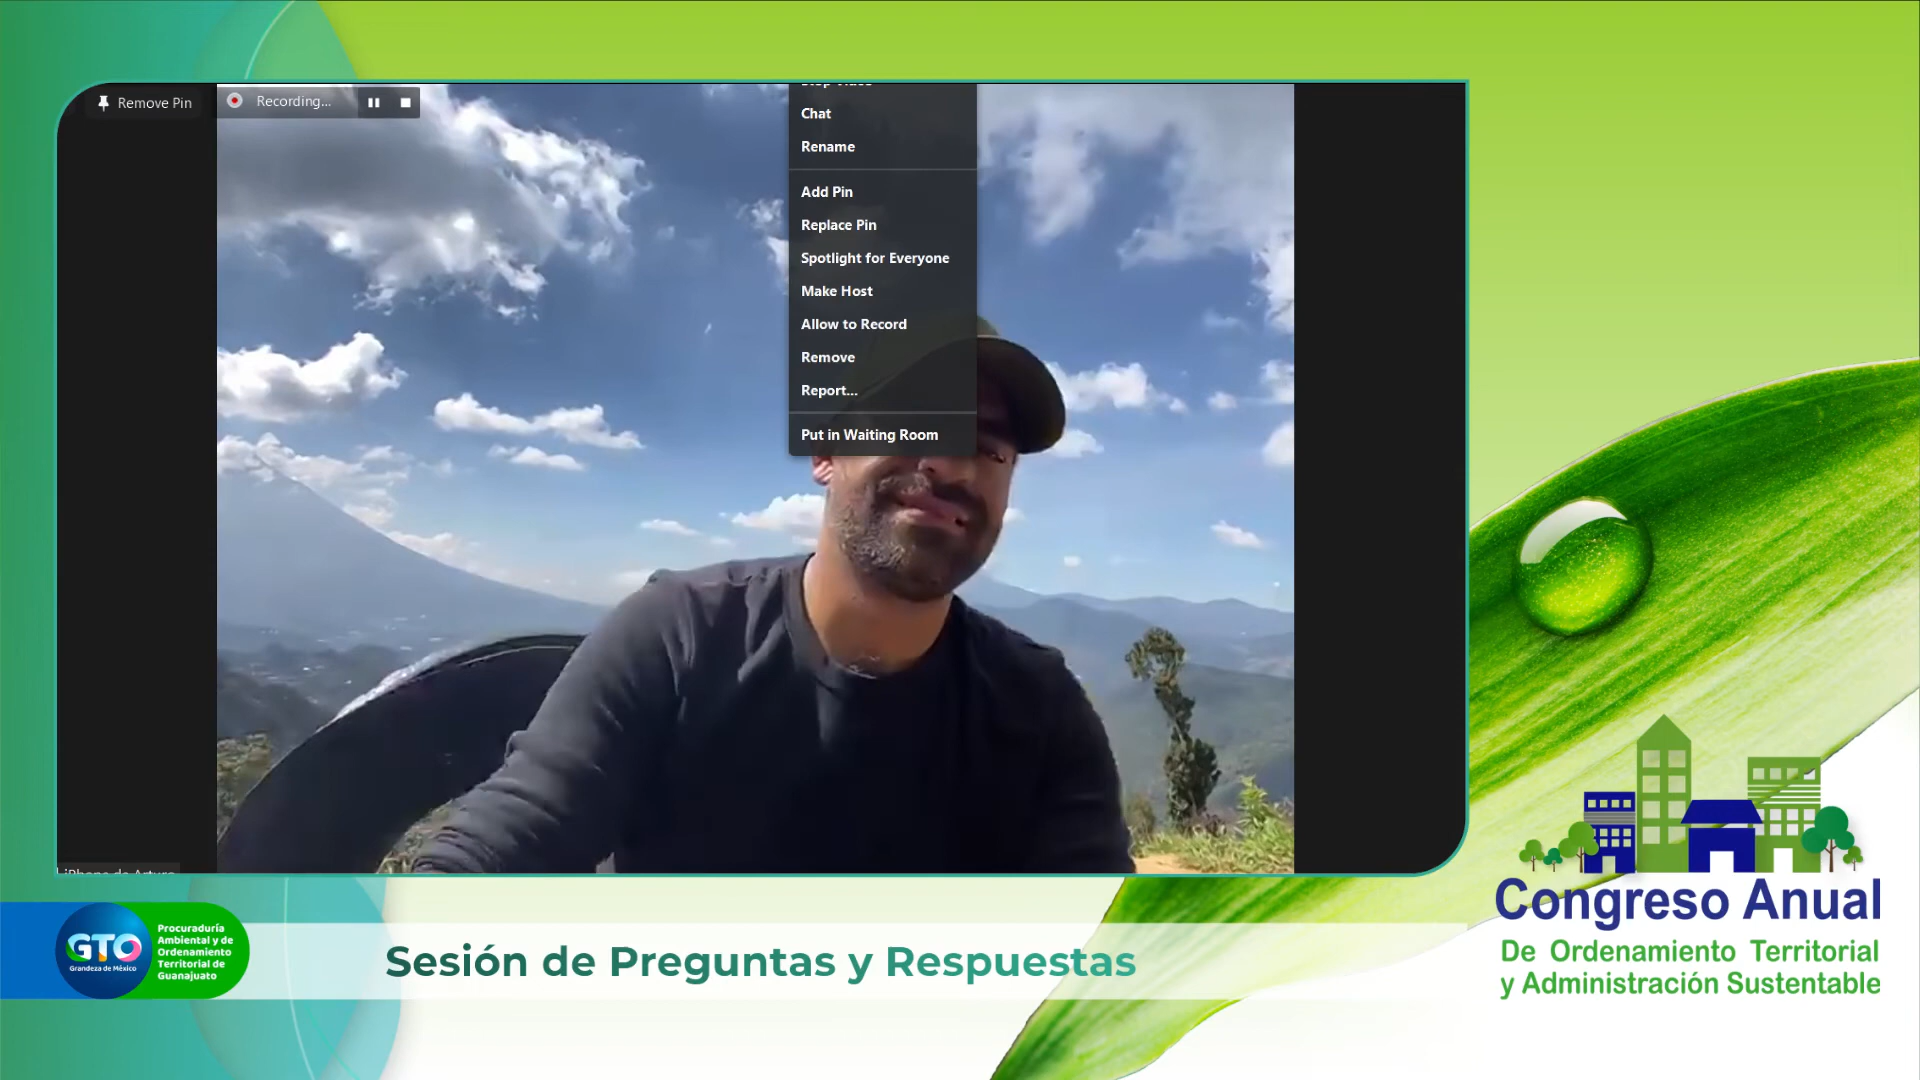 Remove Pin
Recording...
Chat
Rename
Add Pin
Replace Pin
Spotlight for Everyone
Make Host
Allow to Record
Remove
Report...
Put in Waiting Room
GTO
Grandeza de México
Procuraduría
Ambiental y de
Ordenamiento
Territorial de
Guanajuato
Sesión de Preguntas y Respuestas
Congreso Anual
De Ordenamiento Territorial
y Administración Sustentable